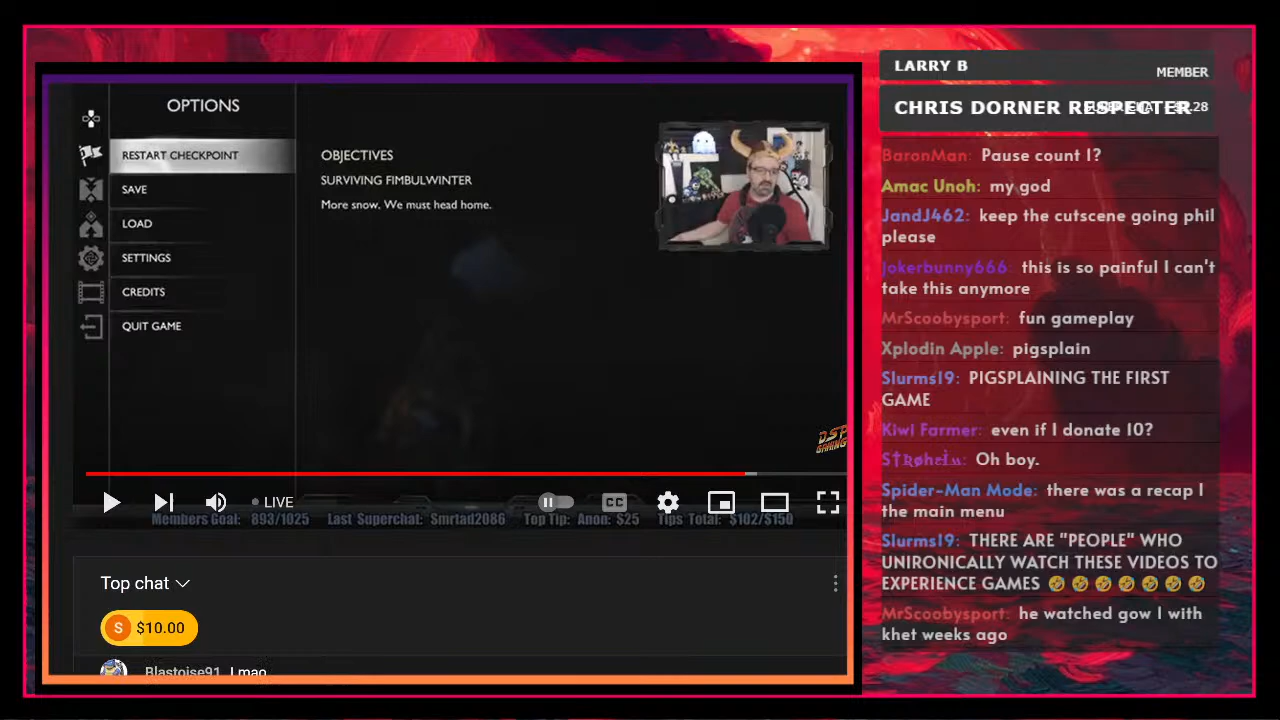 OPTIONS
RESTART CHECKPOINT
SAVE
LOAD
SETTINGS
CREDITS
QUIT GAME
OBJECTIVES
SURVIVING FIMBULWINTER
More snow. We must head home.
DSP
GAMING
LIVE
CC
Members Goal: 893/1025 Last Superchat: Smrtad2086 Top Tip: Anon: $25 Tips Total: $102/$150
Top chat
S $10.00
Blastoise91 Lmao
LARRY B
MEMBER
CHRIS DORNER RESPECTER
BaronMan: Pause count 1?
Amac Unoh: my god
JandJ462: keep the cutscene going phil
please
Jokerbunny666: this is so painful I can't
take this anymore
MrScoobysport: fun gameplay
Xplodin Apple: pigsplain
Slurms19: PIGSPLAINING THE FIRST
GAME
Kiwi Farmer: even if I donate 10?
Oh boy.
Spider-Man Mode: there was a recap I
the main menu
Slurms19: THERE ARE "PEOPLE" WHO
UNIRONICALLY WATCH THESE VIDEOS TO
EXPERIENCE GAMES 🤣 🤣 🤣 🤣 🤣 🤣 🤣
MrScoobysport: he watched gow 1 with
khet weeks ago